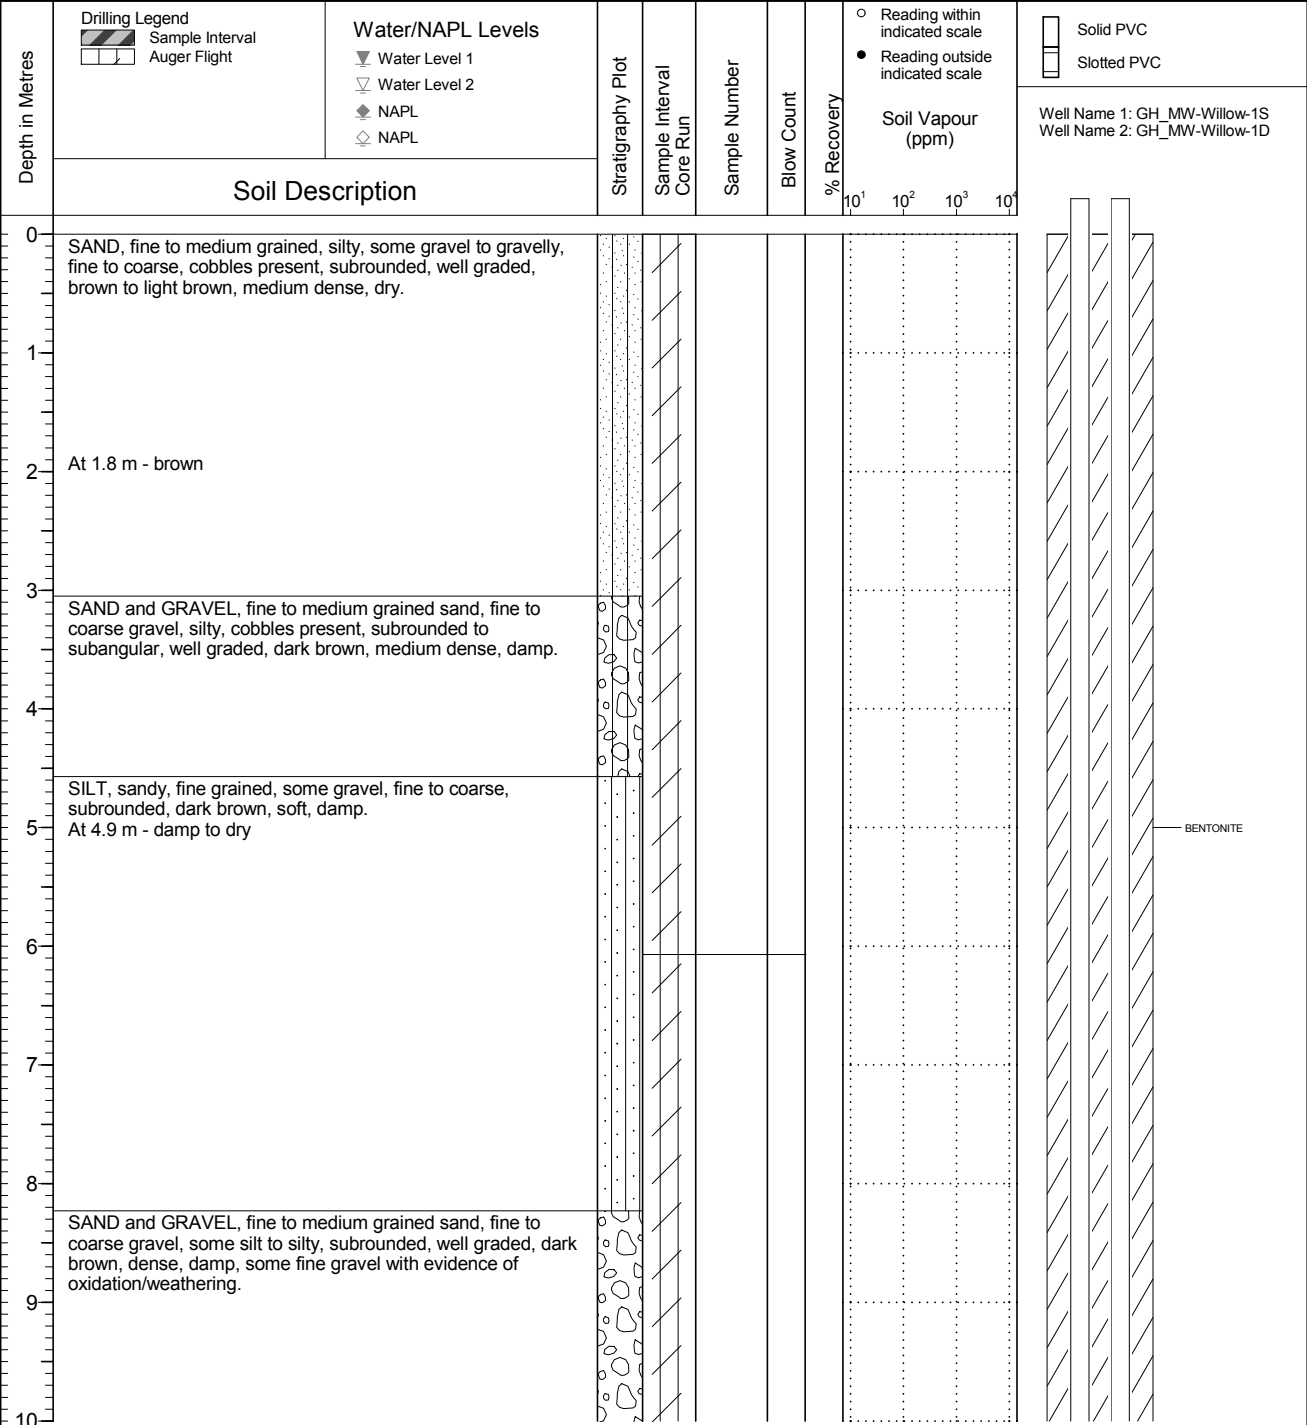 Drilling Legend
Sample Interval
Auger Flight
Water/NAPL Levels
Water Level 1
Water Level 2
NAPL
NAPL
Depth in Metres
Soil Description
Stratigraphy Plot
Sample Interval
Core Run
Sample Number
Blow Count
% Recovery
Reading within
indicated scale
Reading outside
indicated scale
Soil Vapour
(ppm)
10¹ 10² 10³ 10⁴
Solid PVC
Slotted PVC
Well Name 1: GH_MW-Willow-1S
Well Name 2: GH_MW-Willow-1D
0
SAND, fine to medium grained, silty, some gravel to gravelly,
fine to coarse, cobbles present, subrounded, well graded,
brown to light brown, medium dense, dry.
1
At 1.8 m - brown
2
3
SAND and GRAVEL, fine to medium grained sand, fine to
coarse gravel, silty, cobbles present, subrounded to
subangular, well graded, dark brown, medium dense, damp.
4
SILT, sandy, fine grained, some gravel, fine to coarse,
subrounded, dark brown, soft, damp.
At 4.9 m - damp to dry
5
BENTONITE
6
7
8
SAND and GRAVEL, fine to medium grained sand, fine to
coarse gravel, some silt to silty, subrounded, well graded, dark
brown, dense, damp, some fine gravel with evidence of
oxidation/weathering.
9
10